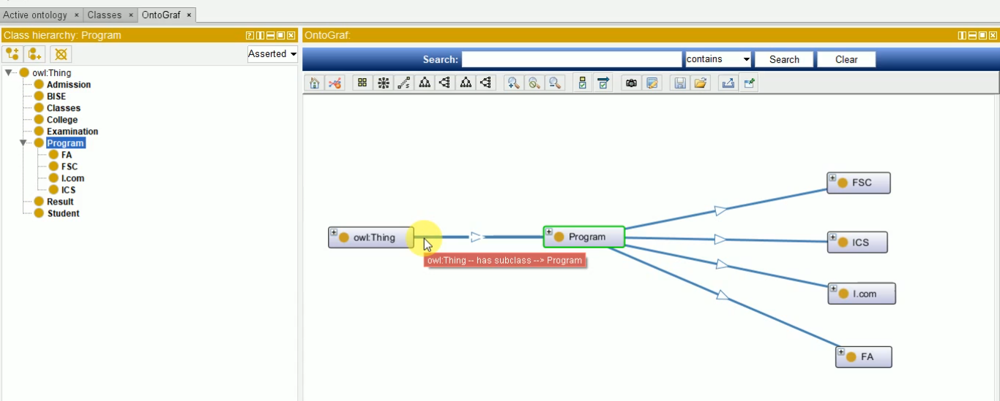 Active ontology × Classes × OntoGraf ×
Class hierarchy: Program
OntoGraf:
Asserted
Search: contains Search Clear
owl:Thing
Admission
BISE
Classes
College
Examination
Program
FA
FSC
I.com
ICS
Result
Student
FSC
owl:Thing
Program
ICS
owl:Thing -- has subclass --> Program
I.com
FA